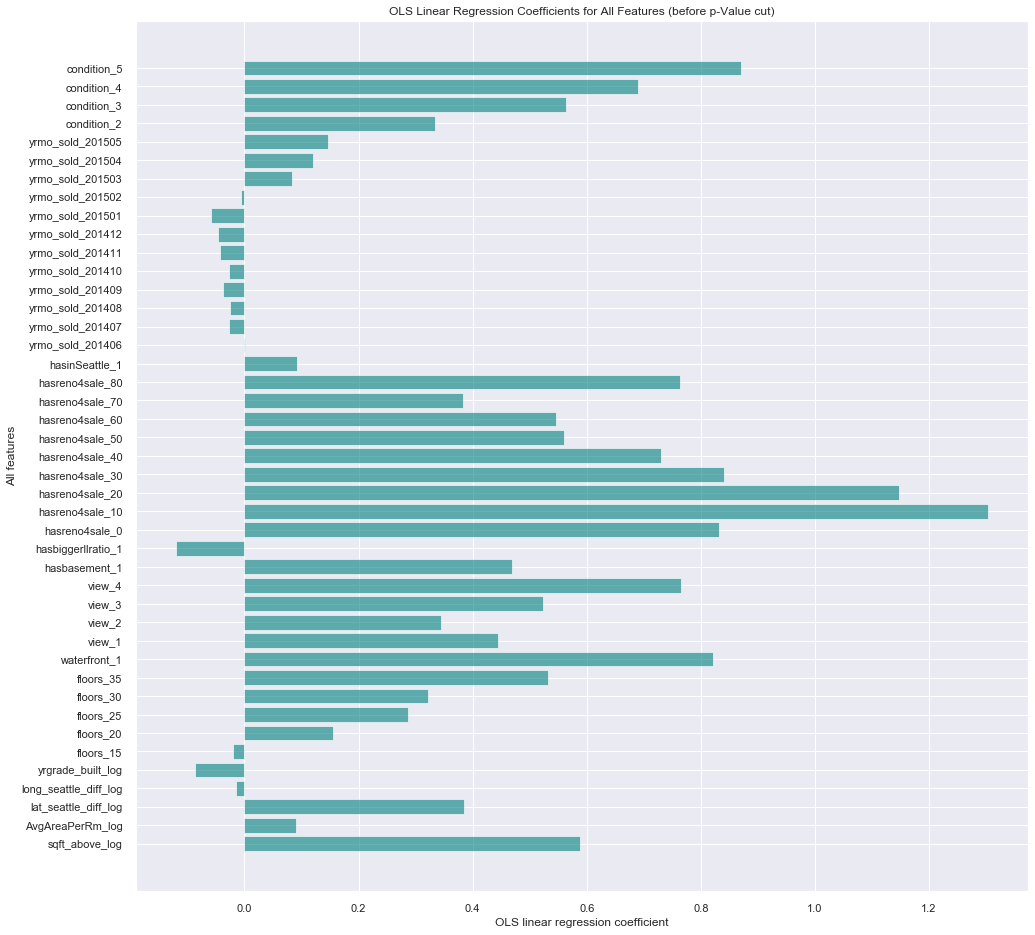 OLS Linear Regression Coefficients for All Features (before p-Value cut)
condition_5
condition_4
condition_3
condition_2
yrmo_sold_201505
yrmo_sold_201504
yrmo_sold_201503
yrmo_sold_201502
yrmo_sold_201501
yrmo_sold_201412
yrmo_sold_201411
yrmo_sold_201410
yrmo_sold_201409
yrmo_sold_201408
yrmo_sold_201407
yrmo_sold_201406
hasinSeattle_1
hasreno4sale_80
hasreno4sale_70
hasreno4sale_60
hasreno4sale_50
hasreno4sale_40
hasreno4sale_30
hasreno4sale_20
hasreno4sale_10
hasreno4sale_0
hasbiggerllratio_1
hasbasement_1
view_4
view_3
view_2
view_1
waterfront_1
floors_35
floors_30
floors_25
floors_20
floors_15
yrgrade_built_log
long_seattle_diff_log
lat_seattle_diff_log
AvgAreaPerRm_log
sqft_above_log
All features
0.0 0.2 0.4 0.6 0.8 1.0 1.2
OLS linear regression coefficient